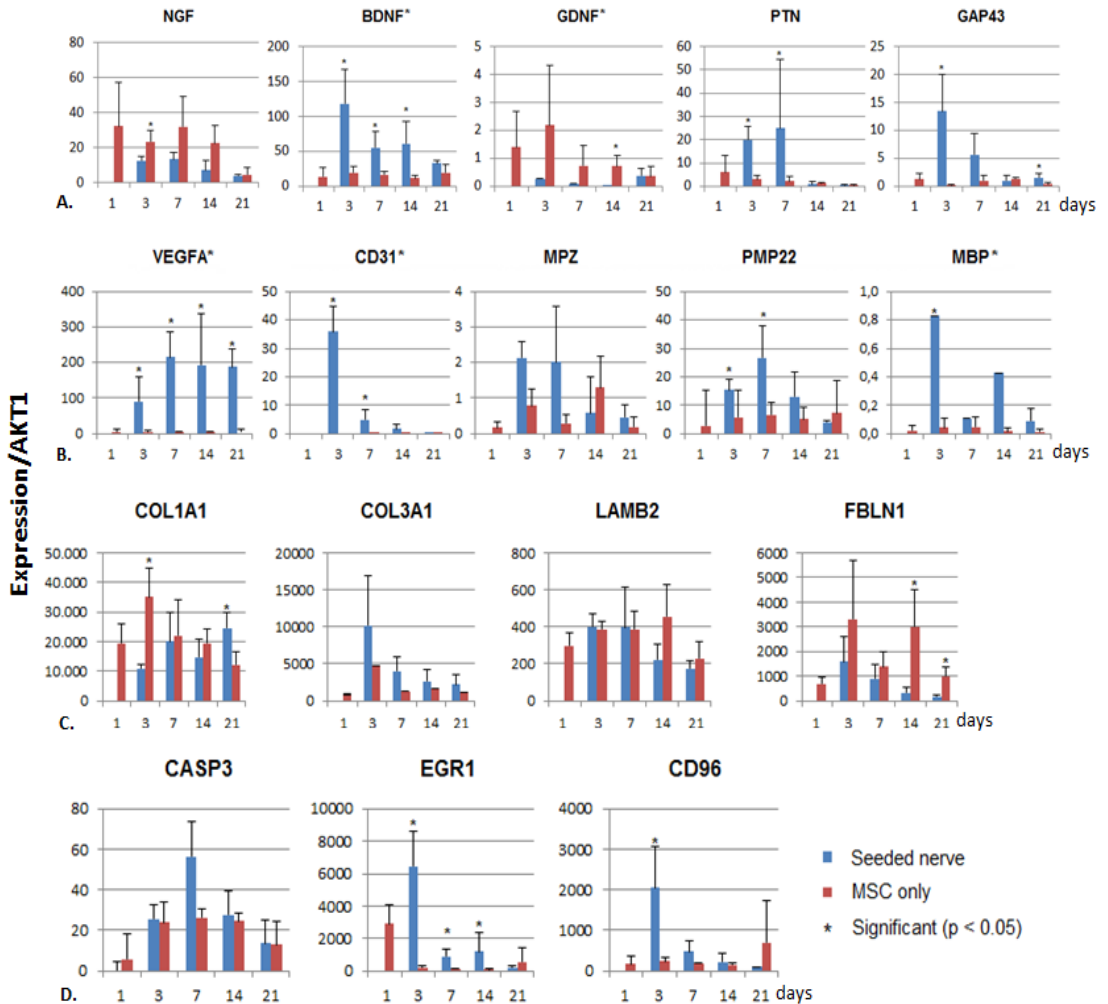 NGF BDNF* GDNF* PTN GAP43
80 200 5 60 25
60 150 4 50 20
40 100 3 40 15
20 50 2 30 10
0 0 1 20 5
0 10 0
0
* * * * * * * * * *
A. 1 3 7 14 21 1 3 7 14 21 1 3 7 14 21 1 3 7 14 21 1 3 7 14 21 days
VEGFA* CD31* MPZ PMP22 MBP*
400 50 4 50 1,0
300 40 3 40 0,8
200 30 2 30 0,6
100 20 1 20 0,4
0 10 0 10 0,2
0 0 0,0
* * * * * * * * *
B. 1 3 7 14 21 1 3 7 14 21 1 3 7 14 21 1 3 7 14 21 1 3 7 14 21 days
Expression/AKT1
COL1A1 COL3A1 LAMB2 FBLN1
50.000 20000 800 6000
40.000 15000 600 5000
30.000 10000 400 4000
20.000 5000 200 3000
10.000 0 0 2000
0 1000
0
* * * *
C. 1 3 7 14 21 1 3 7 14 21 1 3 7 14 21 1 3 7 14 21 days
CASP3 EGR1 CD96
80 10000 4000
60 8000 3000
40 6000 2000
20 4000 1000
0 2000 0
0
* * * *
D. 1 3 7 14 21 1 3 7 14 21 1 3 7 14 21
Seeded nerve
MSC only
* Significant (p < 0.05)